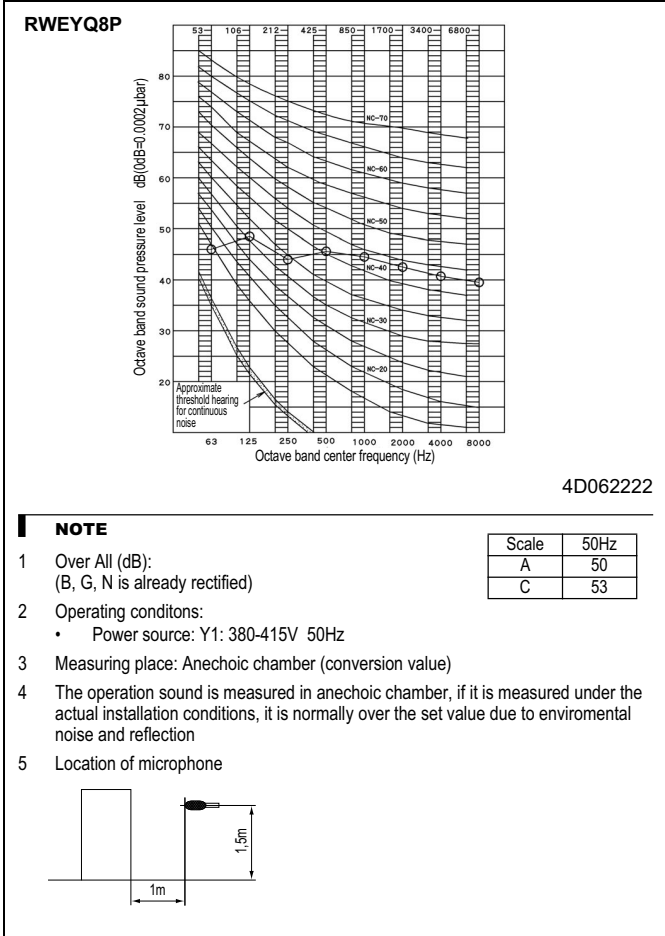 RWEYQ8P
53 106 212 425 850 1700 3400 6800
Octave band sound pressure level dB(0dB=0.0002µbar)
80
70
60
50
40
30
20
NC-70
NC-60
NC-50
NC-40
NC-30
NC-20
Approximate
threshold hearing
for continuous
noise
63 125 250 500 1000 2000 4000 8000
Octave band center frequency (Hz)
4D062222
NOTE
1 Over All (dB):
(B, G, N is already rectified)
Scale 50Hz
A 50
C 53
2 Operating conditons:
• Power source: Y1: 380-415V 50Hz
3 Measuring place: Anechoic chamber (conversion value)
4 The operation sound is measured in anechoic chamber, if it is measured under the
actual installation conditions, it is normally over the set value due to enviromental
noise and reflection
5 Location of microphone
1,5m
1m